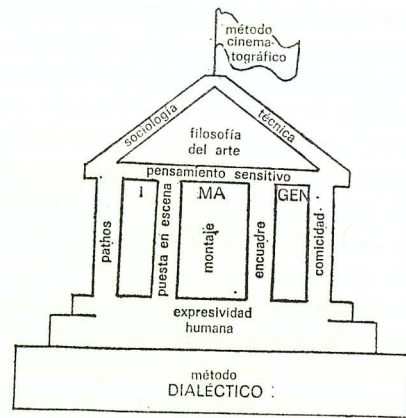 método
cinema-
tográfico
sociología
técnica
filosofía
del arte
pensamiento sensitivo
I MA GEN
pathos
puesta en escena
montaje
encuadre
comicidad
expresividad
humana
método
DIALÉCTICO :